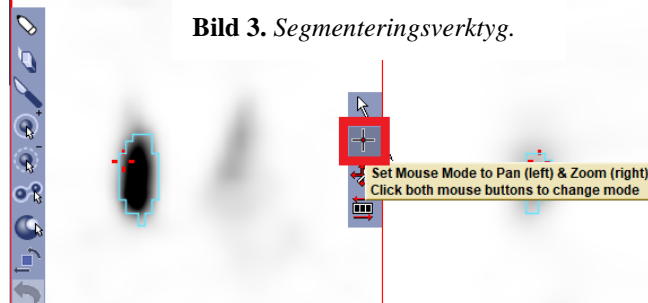 Bild 3. Segmenteringsverktyg.
Set Mouse Mode to Pan (left) & Zoom (right)
Click both mouse buttons to change mode